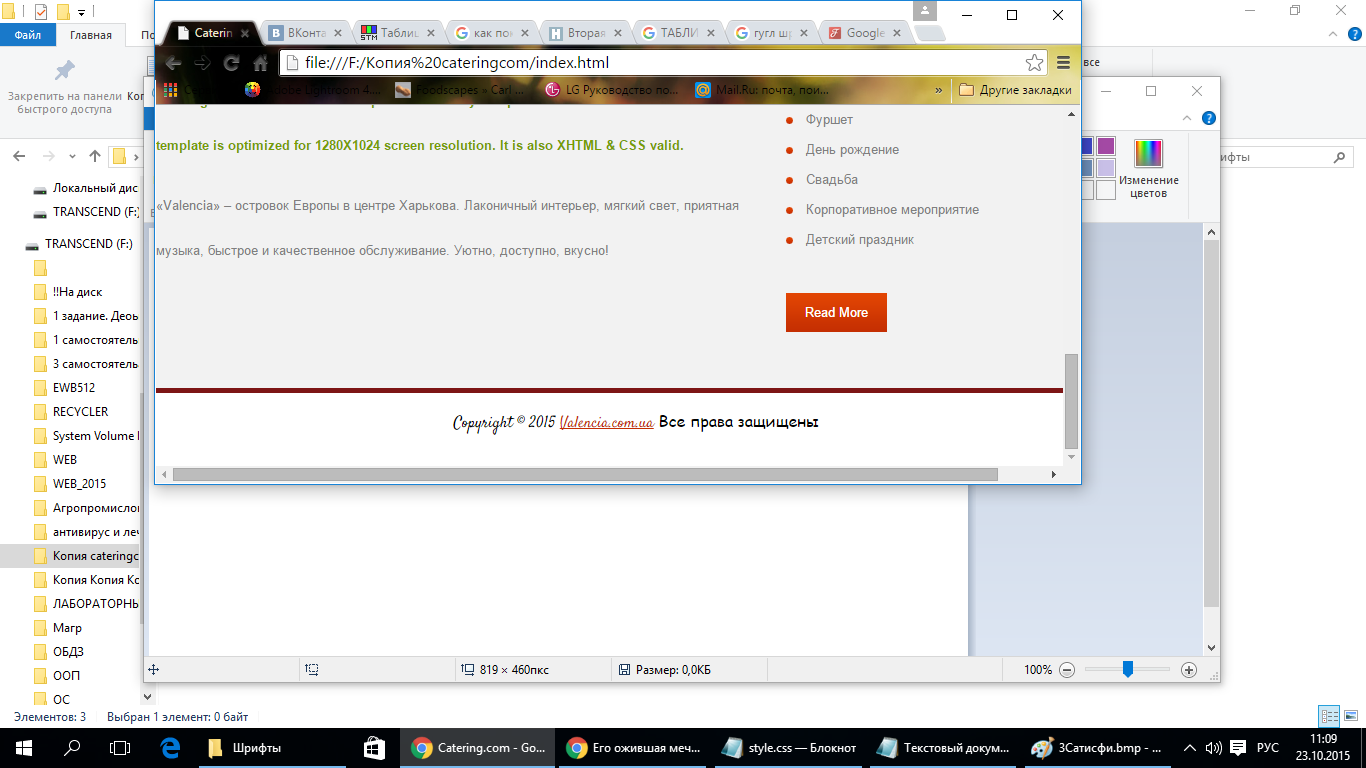 Catering
ВКонта
Таблиц
как пом
Вторая
ТАБЛИ
гугл шр
Google
Файл
Главная
file:///F:/Копия%20cateringcom/index.html
все
Закрепить на панели
быстрого доступа
Adobe Lightroom 4....
Foodscapes » Carl ...
LG Руководство по...
Mail.Ru: почта, пои...
»
Другие закладки
Фуршет
template is optimized for 1280X1024 screen resolution. It is also XHTML & CSS valid.
День рождение
Изменение
цветов
Свадьба
«Valencia» – островок Европы в центре Харькова. Лаконичный интерьер, мягкий свет, приятная
Корпоративное мероприятие
музыка, быстрое и качественное обслуживание. Уютно, доступно, вкусно!
Детский праздник
Read More
Copyright © 2015 Valencia.com.ua Все права защищены
Локальный дис
TRANSCEND (F:)
TRANSCEND (F:)
!!На диск
1 задание. Деоы
1 самостоятель
3 самостоятель
EWB512
RECYCLER
System Volume I
WEB
WEB_2015
Агропромислов
антивирус и леч
Копия cateringc
Копия Копия Ко
ЛАБОРАТОРНЫ
Магр
ОБДЗ
ООП
ОС
819 × 460пкс
Размер: 0,0КБ
100%
Элементов: 3
Выбран 1 элемент: 0 байт
Шрифты
Catering.com - Go...
Его ожившая меч...
style.css — Блокнот
Текстовый докум...
3Сатисфи.bmp - ...
РУС
11:09
23.10.2015